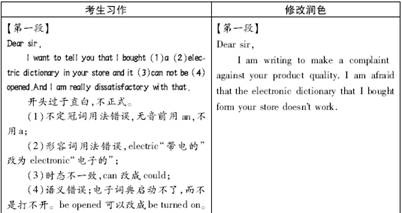 考生习作
修改润色
【第一段】
Dear sir,
I want to tell you that I bought (1)a (2)elec-
tric dictionary in your store and it (3)can not be (4)
opened.And I am really dissatisfactory with that.
开头过于直白,不正式。
(1)不定冠词用法错误,无音前用 an,不
用a;
(2)形容词用法错误,electric“带电的”
改为 electronic“电子的”;
(3)时态不一致,can 改成 could;
(4)语义错误;电子词典启动不了,而不
是打不开。be opened 可以改成 be turned on。
【第一段】
Dear sir,
I am writing to make a complaint
against your product quality. I am afraid
that the electronic dictionary that I bought
form your store doesn't work.